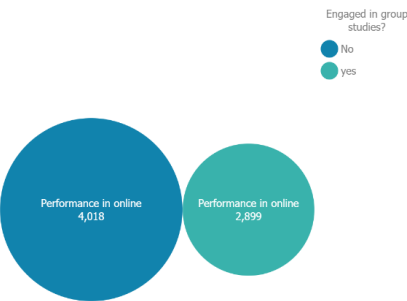 Engaged in group
studies?
No
yes
Performance in online
4,018
Performance in online
2,899